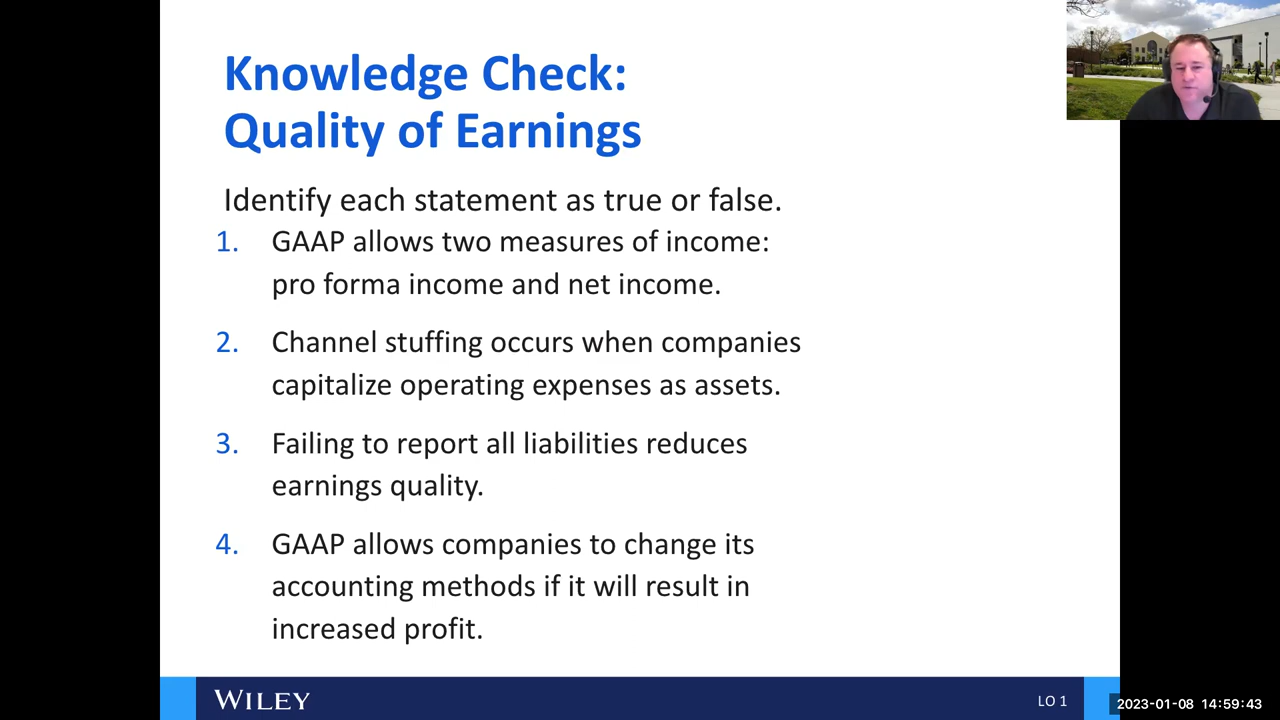 Knowledge Check:
Quality of Earnings
Identify each statement as true or false.
1. GAAP allows two measures of income:
pro forma income and net income.
2. Channel stuffing occurs when companies
capitalize operating expenses as assets.
3. Failing to report all liabilities reduces
earnings quality.
4. GAAP allows companies to change its
accounting methods if it will result in
increased profit.
WILEY
LO 1
2023-01-08 14:59:43